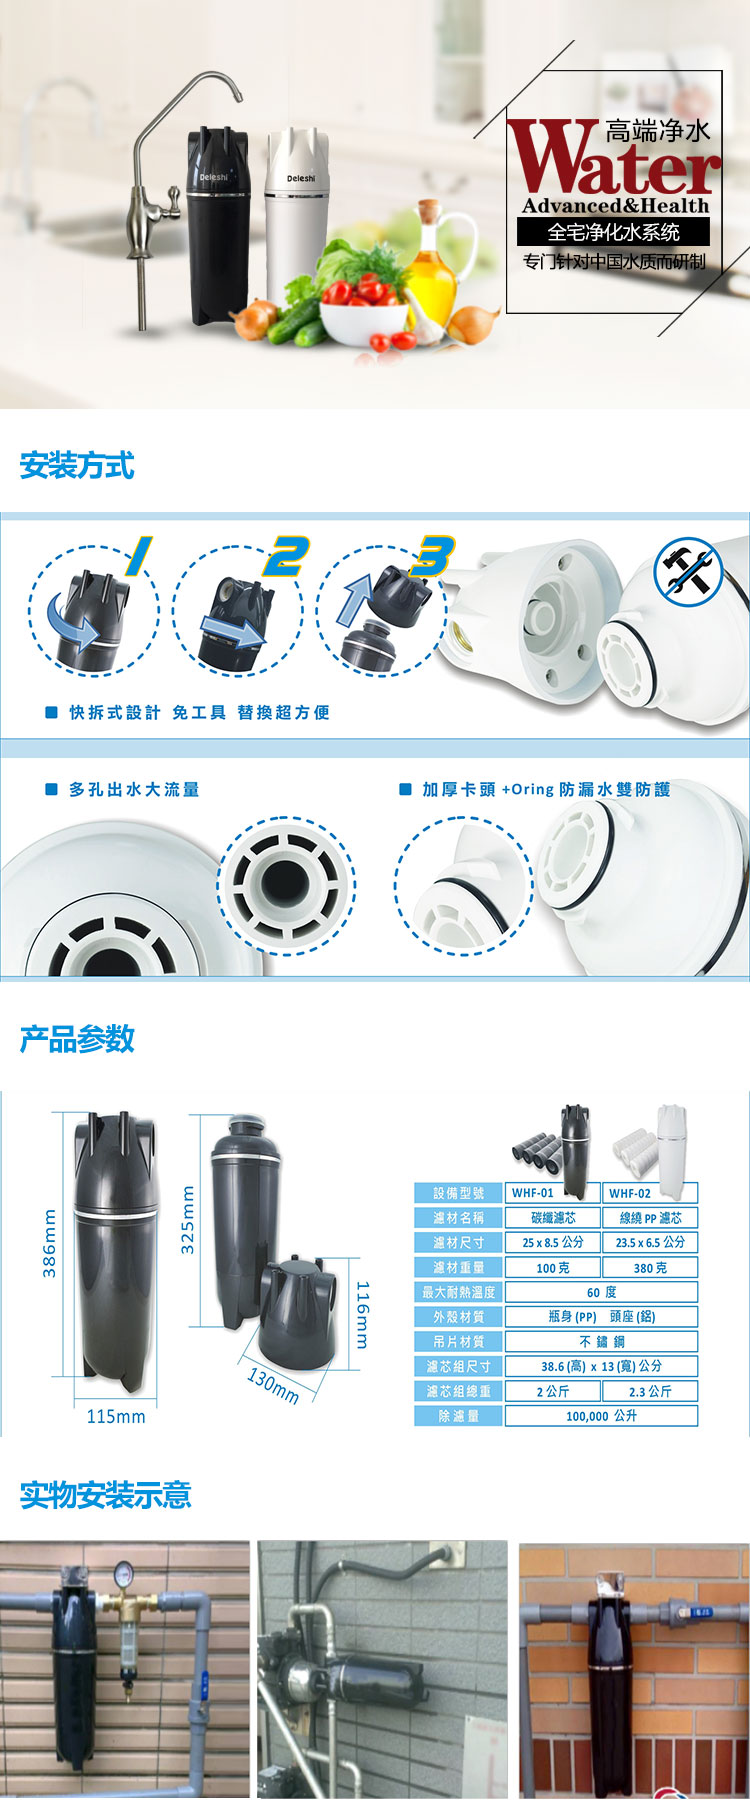 Deleshi
Deleshi
高端净水
Water
Advanced&Health
全宅净化水系统
专门针对中国水质而研制
安装方式
1
2
3
快拆式設計 免工具 替換超方便
多孔出水大流量
加厚卡頭 +Oring 防漏水雙防護
产品参数
386mm
325mm
116mm
130mm
115mm
設備型號 WHF-01 WHF-02
濾材名稱 碳纖濾芯 線繞 PP 濾芯
濾材尺寸 25 x 8.5 公分 23.5 x 6.5 公分
濾材重量 100 克 380 克
最大耐熱溫度 60 度
外殼材質 瓶身 (PP) 頭座 (鋁)
吊片材質 不 鏽 鋼
濾芯組尺寸 38.6 (高) x 13 (寬) 公分
濾芯組總重 2 公斤 2.3 公斤
除濾量 100,000 公升
实物安装示意